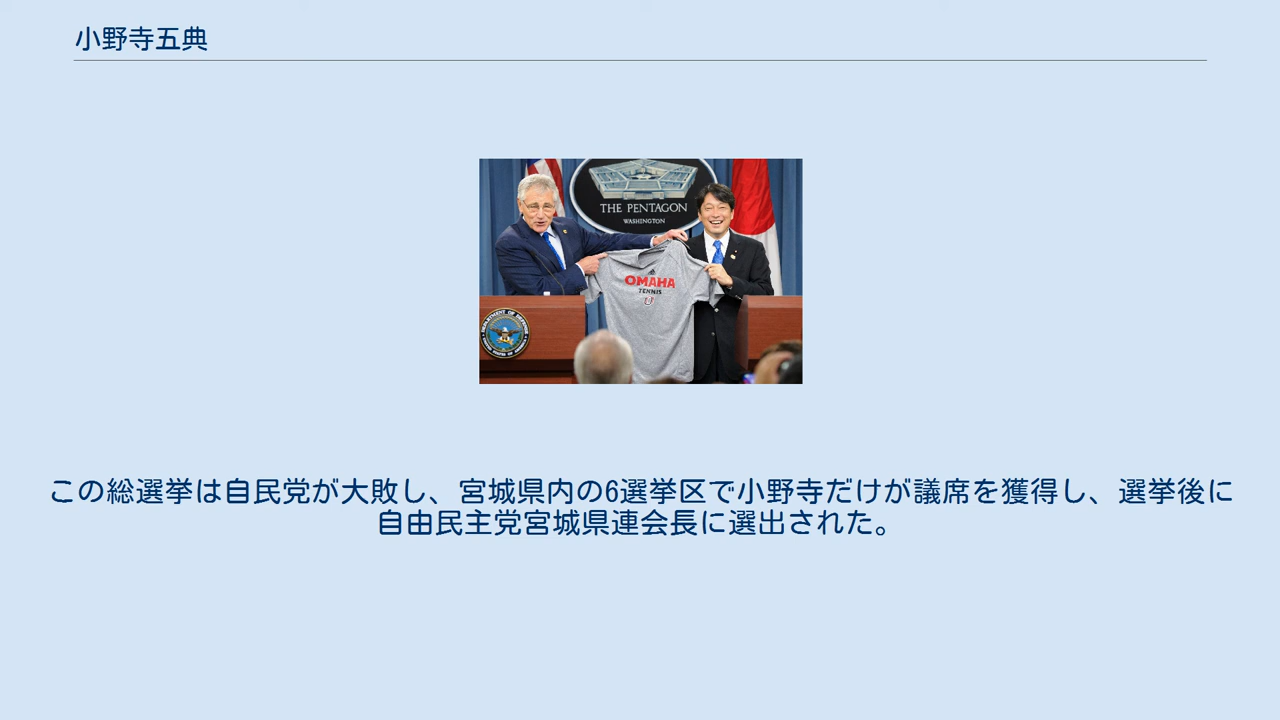 小野寺五典
THE PENTAGON
WASHINGTON
OMAHA
TENNIS
この総選挙は自民党が大敗し、宮城県内の6選挙区で小野寺だけが議席を獲得し、選挙後に
自由民主党宮城県連会長に選出された。